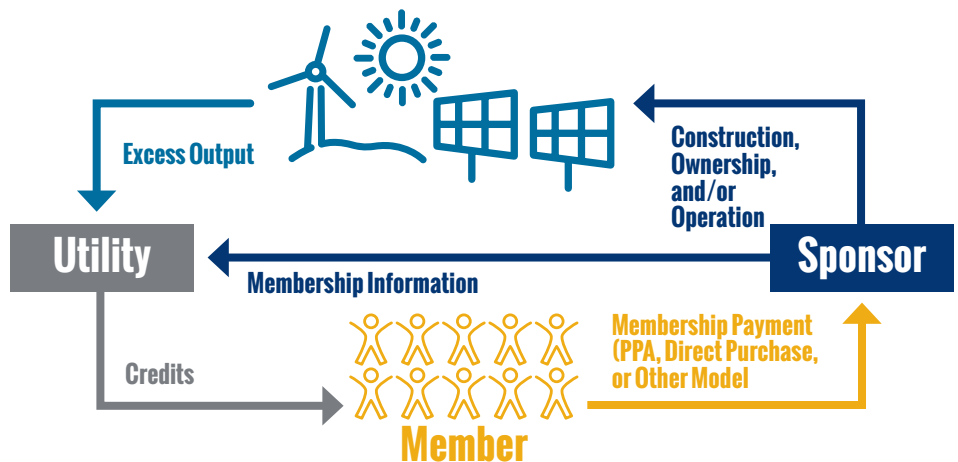 Excess Output
Construction,
Ownership,
and/or
Operation
Utility
Sponsor
Membership Information
Membership Payment
(PPA, Direct Purchase,
or Other Model
Credits
Member